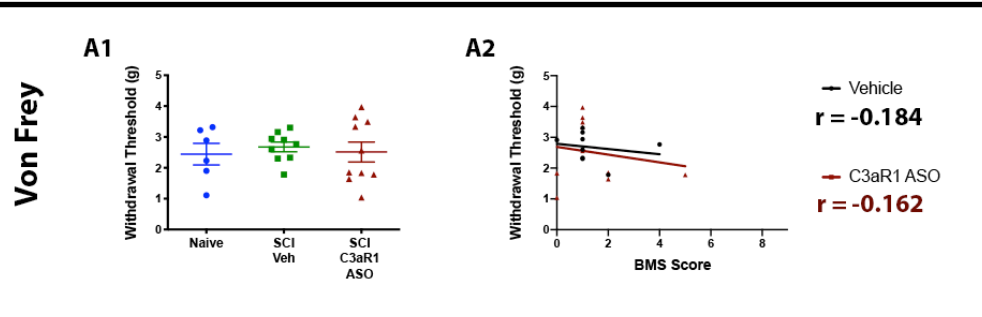 Von Frey
A1
Withdrawal Threshold (g)
5
4
3
2
1
0
Naive
SCI
Veh
SCI
C3aR1
ASO
A2
Withdrawal Threshold (g)
5
4
3
2
1
0
0
2
4
6
8
BMS Score
Vehicle
r = -0.184
C3aR1 ASO
r = -0.162